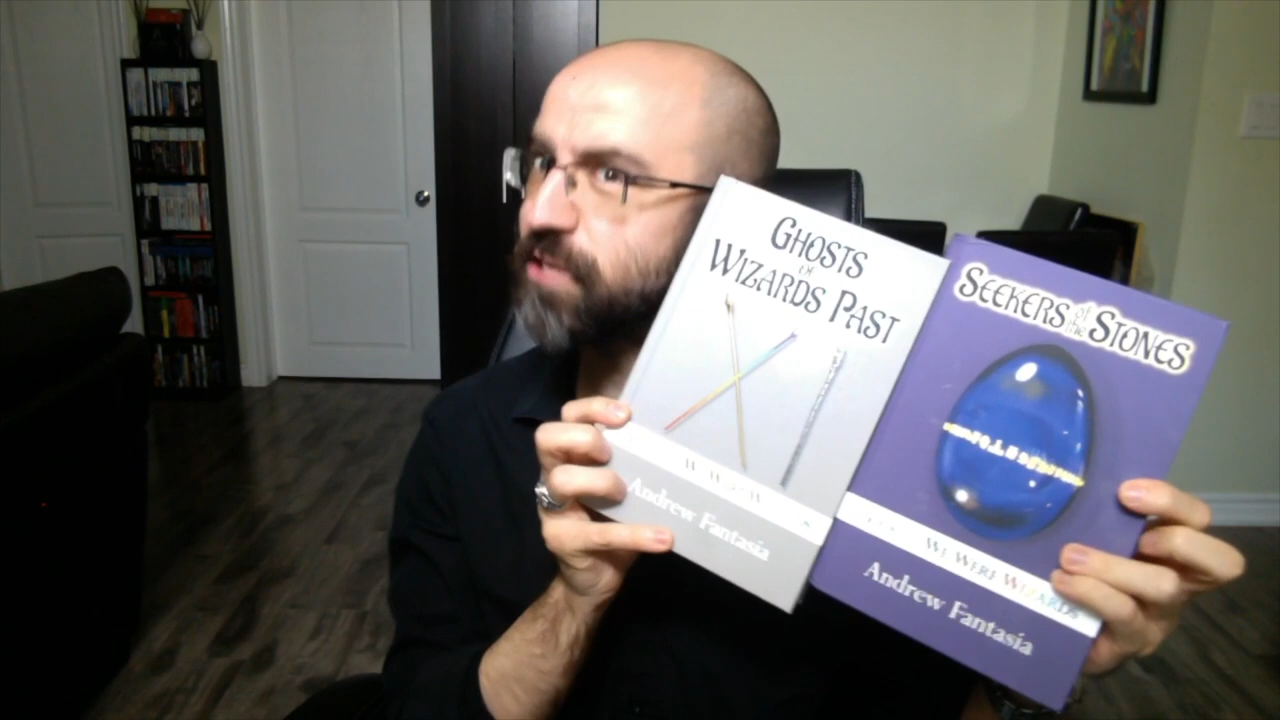 GHOSTS
OF
WIZARDS PAST
Andrew Fantasia
SEEKERS of the STONES
WE WERE WIZARDS
Andrew Fantasia